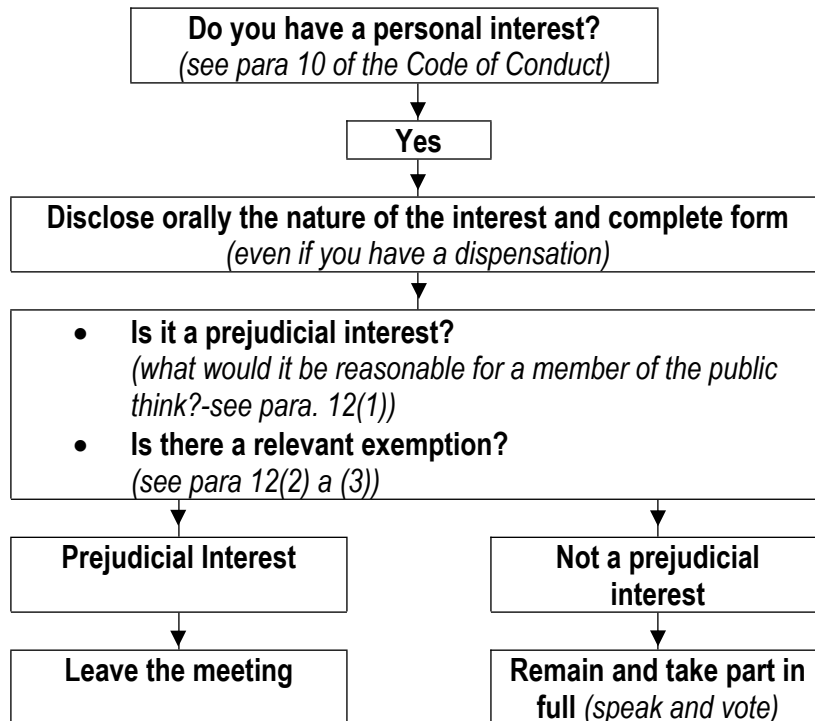 Do you have a personal interest?
(see para 10 of the Code of Conduct)
Yes
Disclose orally the nature of the interest and complete form
(even if you have a dispensation)
• Is it a prejudicial interest?
(what would it be reasonable for a member of the public
think?-see para. 12(1))
• Is there a relevant exemption?
(see para 12(2) a (3))
Prejudicial Interest
Not a prejudicial
interest
Leave the meeting
Remain and take part in
full (speak and vote)